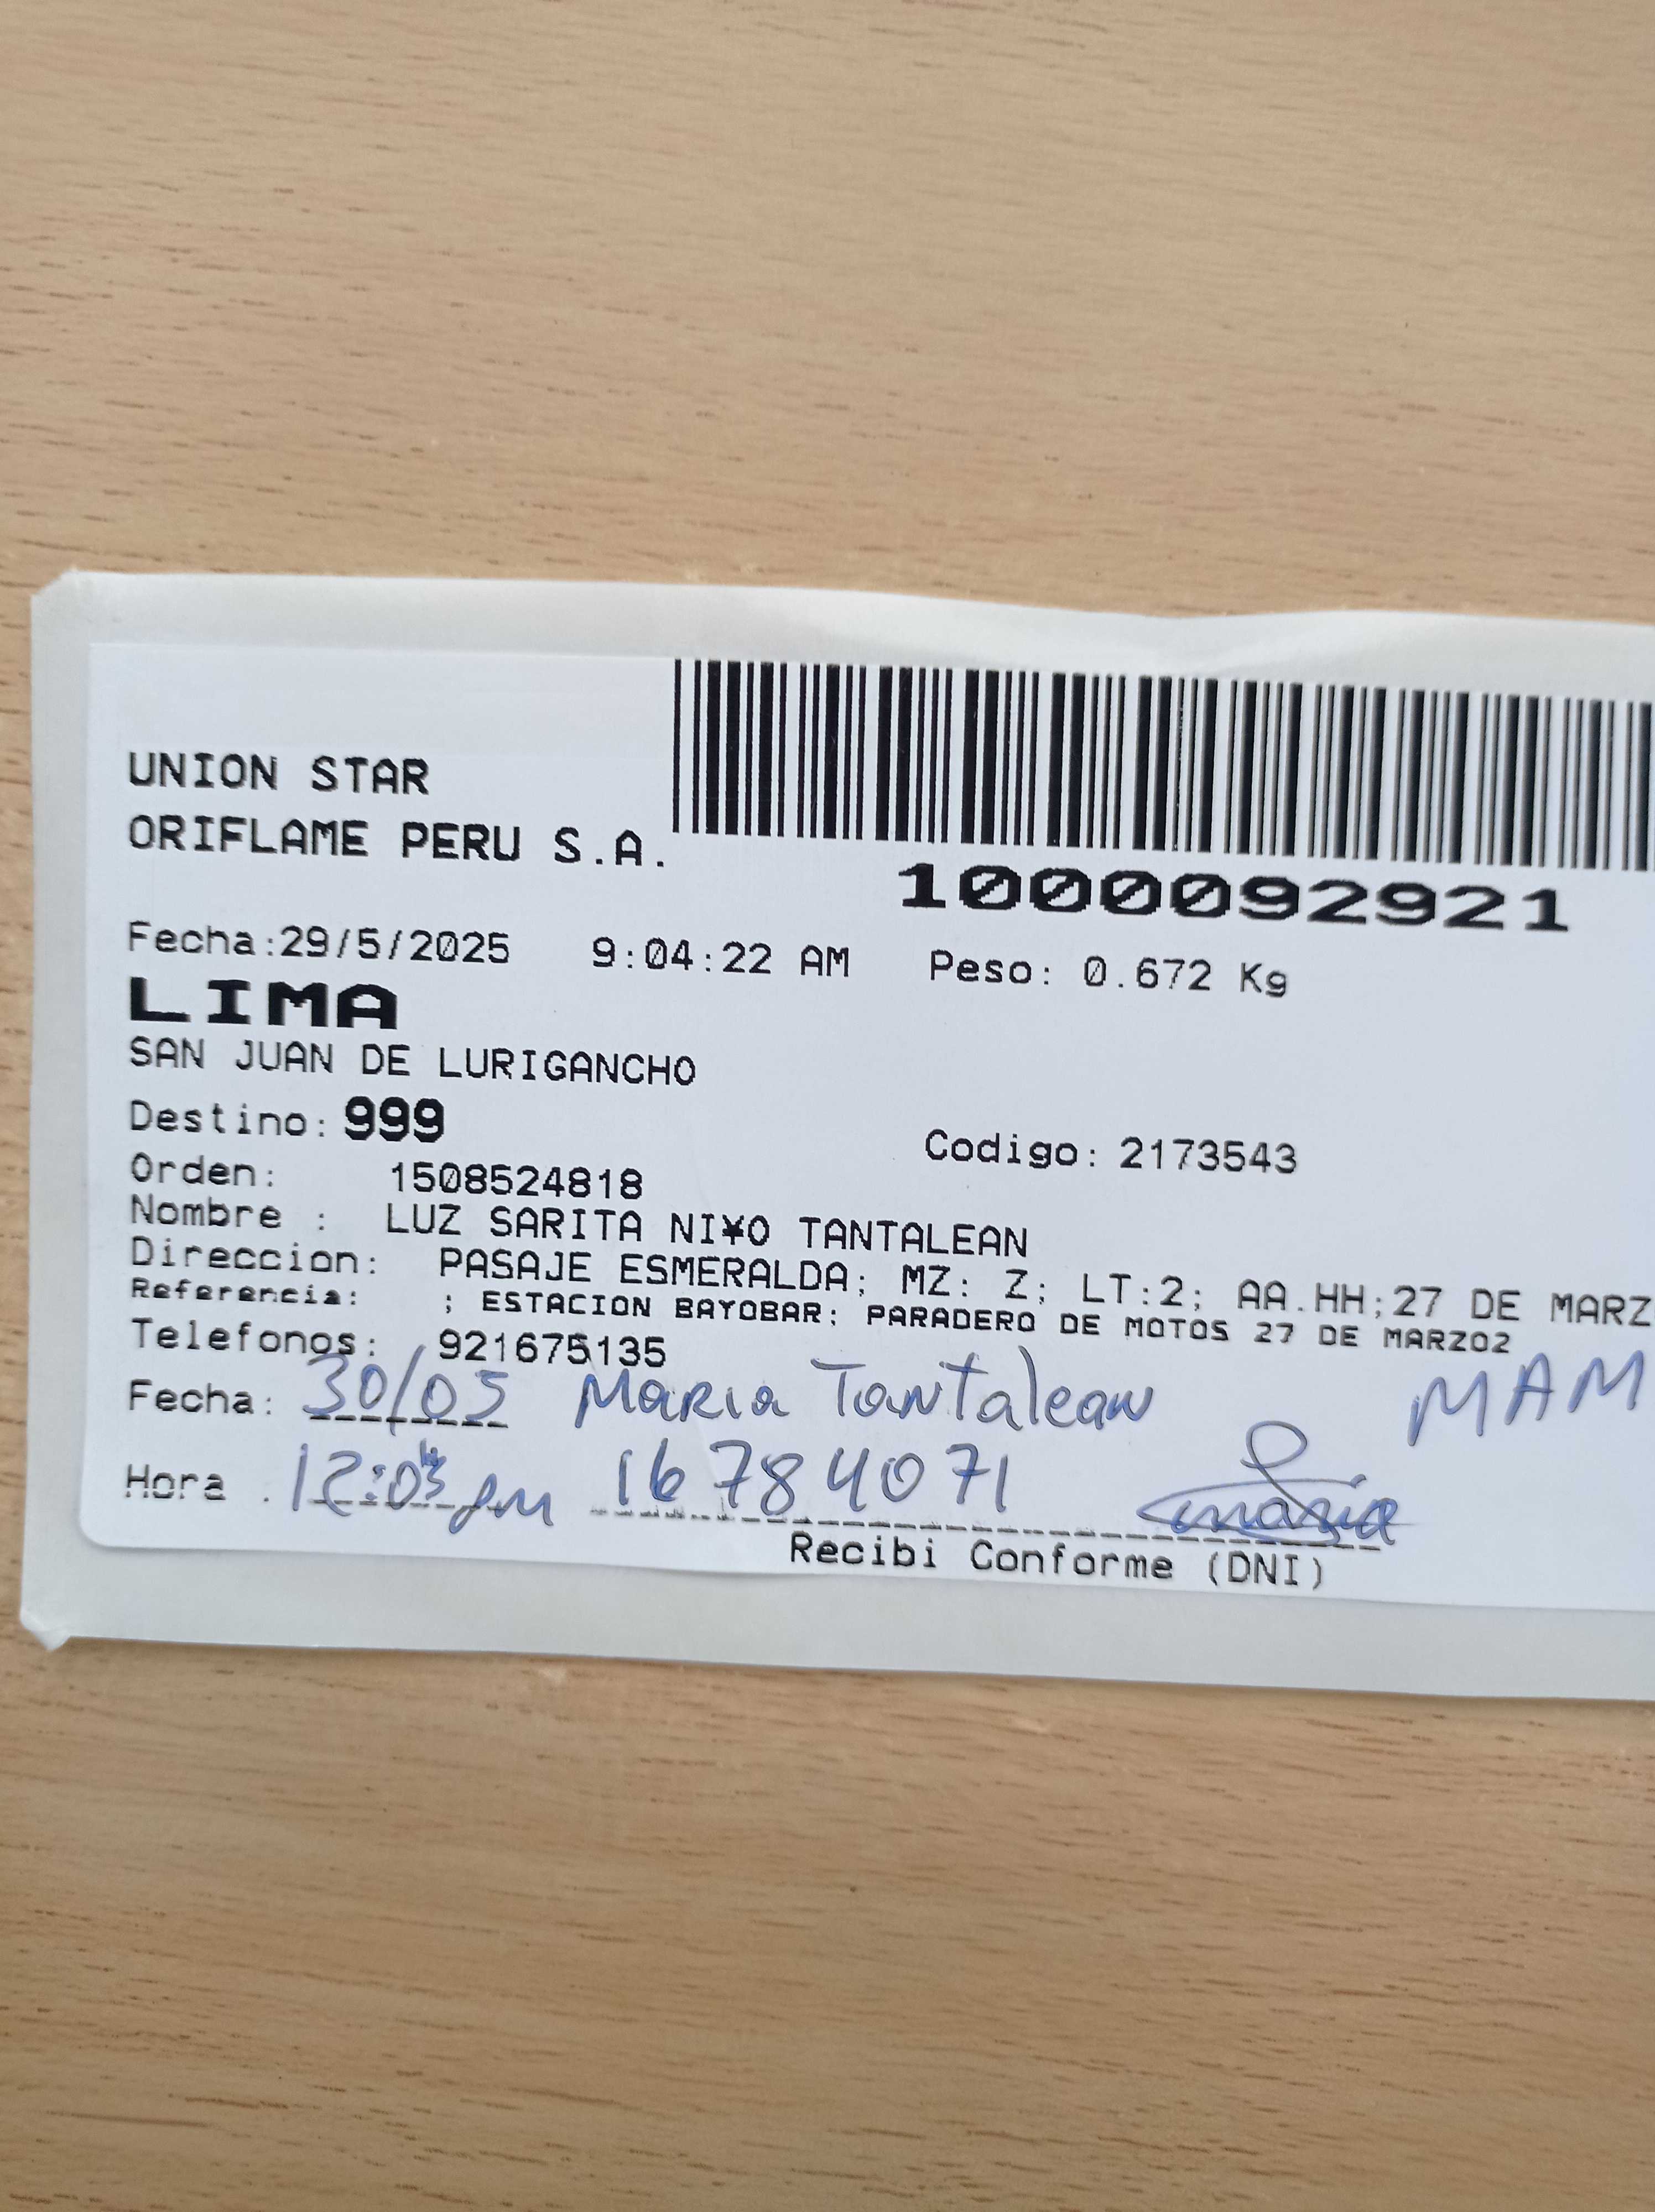 UNION STAR
ORIFLAME PERU S.A.
1000092921
Fecha:29/5/2025 9:04:22 AM Peso: 0.672 Kg
LIMA
SAN JUAN DE LURIGANCHO
Destino: 999 Codigo: 2173543
Orden: 1508524818
Nombre : LUZ SARITA NI¥O TANTALEAN
Direccion: PASAJE ESMERALDA; MZ: Z; LT:2; AA.HH;27 DE MARZ
Referencia: ; ESTACION BAYOBAR; PARADERO DE MOTOS 27 DE MARZO2
Telefonos: 921675135
Fecha: 30/05 MARIA TANTALEAN MAM
Hora : 12:03 pm 16784071 maria
Recibi Conforme (DNI)